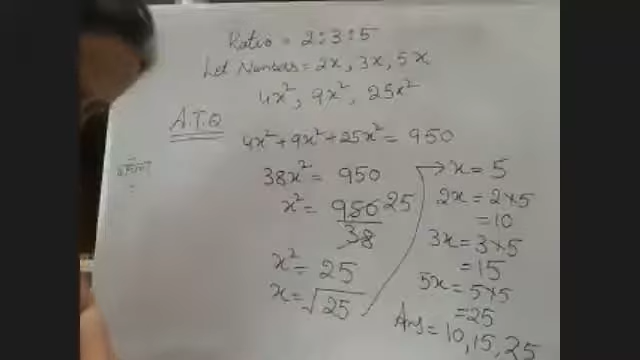 Ratio = 2:3:5
Let Numbers = 2x, 3x, 5x
4x², 9x², 25x²
A.T.Q
4x² + 9x² + 25x² = 950
38x² = 950
x² = 950 25
38
x² = 25
x = √25
→ x = 5
2x = 2×5
= 10
3x = 3×5
= 15
5x = 5×5
= 25
Ans = 10, 15, 25